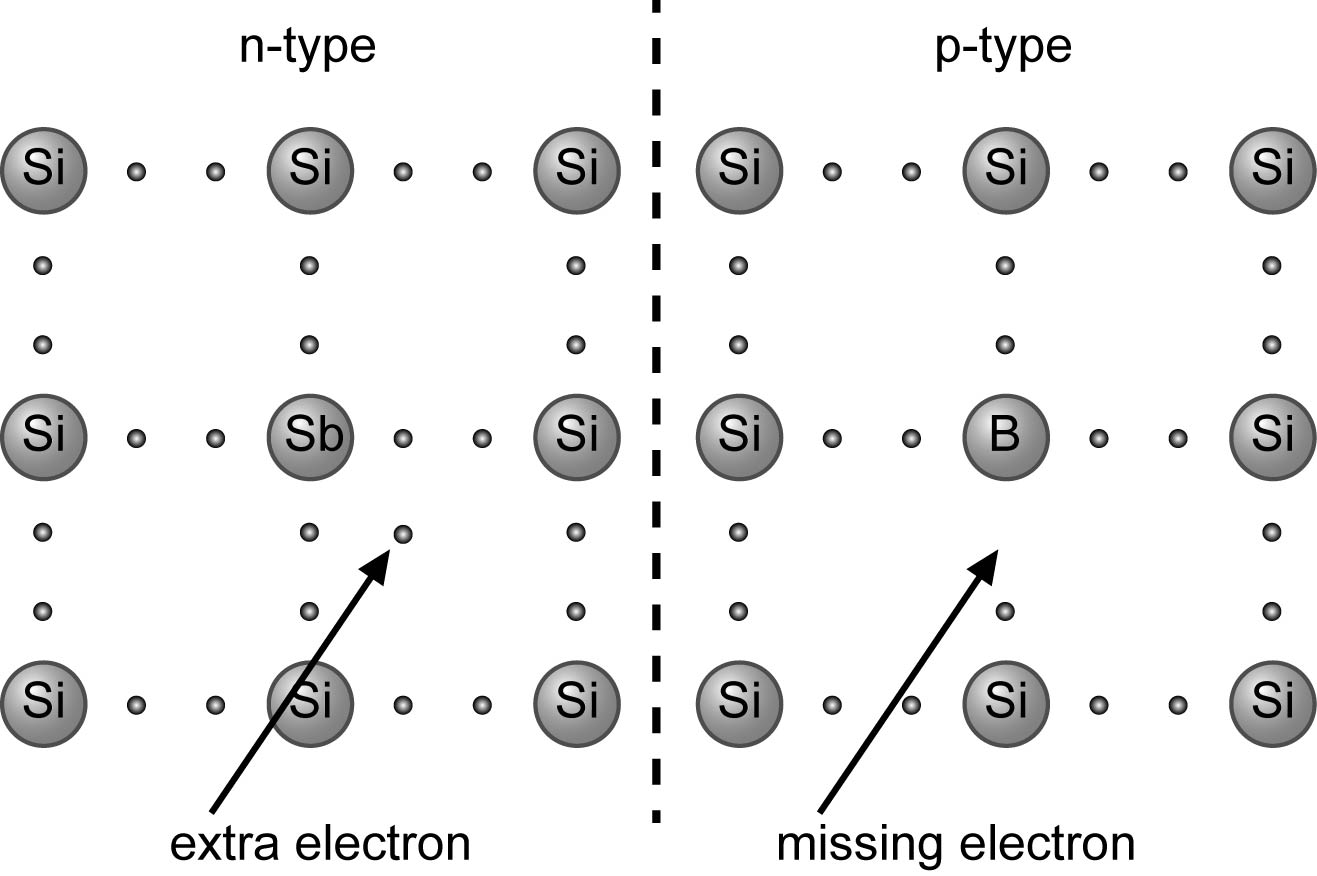 n-type
p-type
Si Si Si Si Si Si
Si Sb Si Si B Si
Si Si Si Si Si Si
extra electron
missing electron